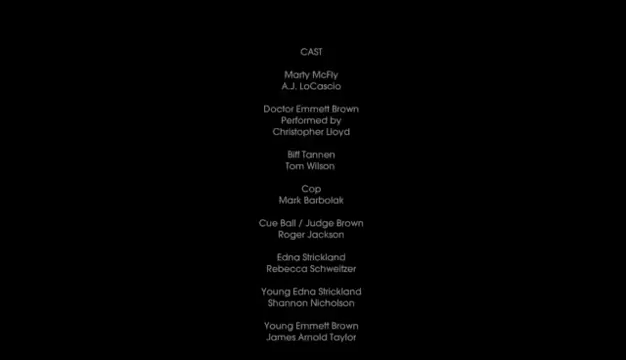 CAST
Marty McFly
A.J. LoCascio
Doctor Emmett Brown
Performed by
Christopher Lloyd
Biff Tannen
Tom Wilson
Cop
Mark Barbolak
Cue Ball / Judge Brown
Roger Jackson
Edna Strickland
Rebecca Schweitzer
Young Edna Strickland
Shannon Nicholson
Young Emmett Brown
James Arnold Taylor